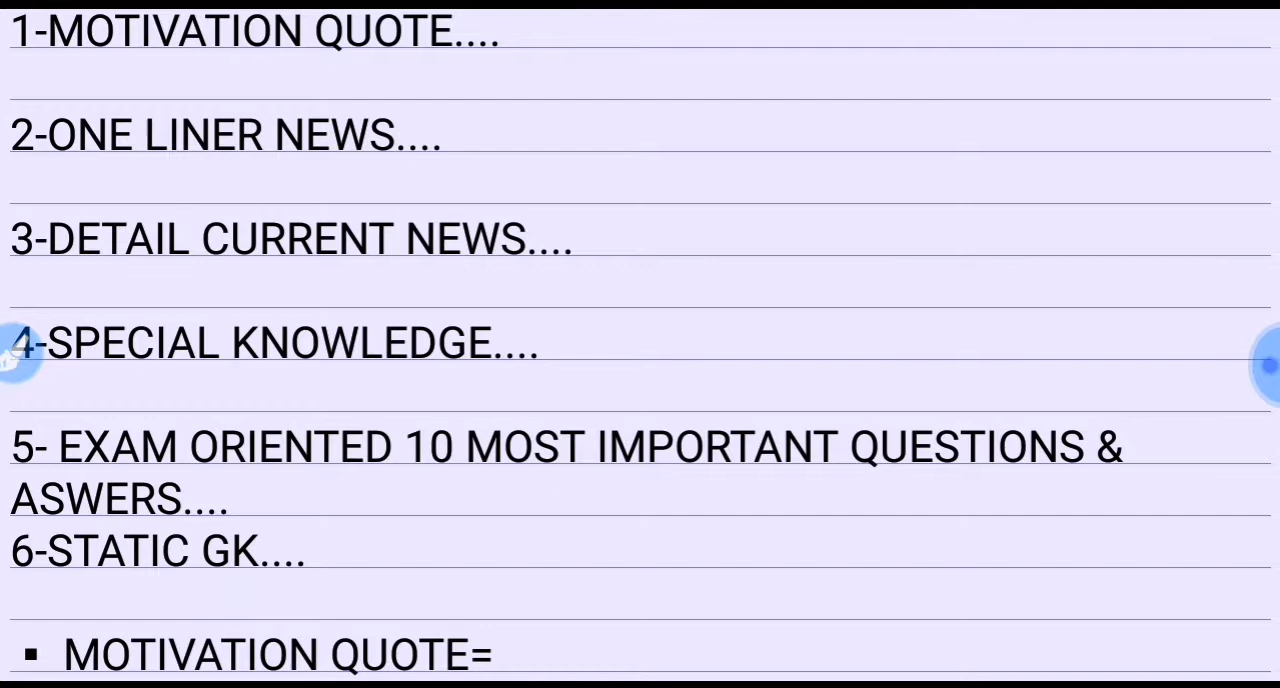 1-MOTIVATION QUOTE....
2-ONE LINER NEWS....
3-DETAIL CURRENT NEWS....
4-SPECIAL KNOWLEDGE....
5- EXAM ORIENTED 10 MOST IMPORTANT QUESTIONS &
ASWERS....
6-STATIC GK....
▪ MOTIVATION QUOTE=